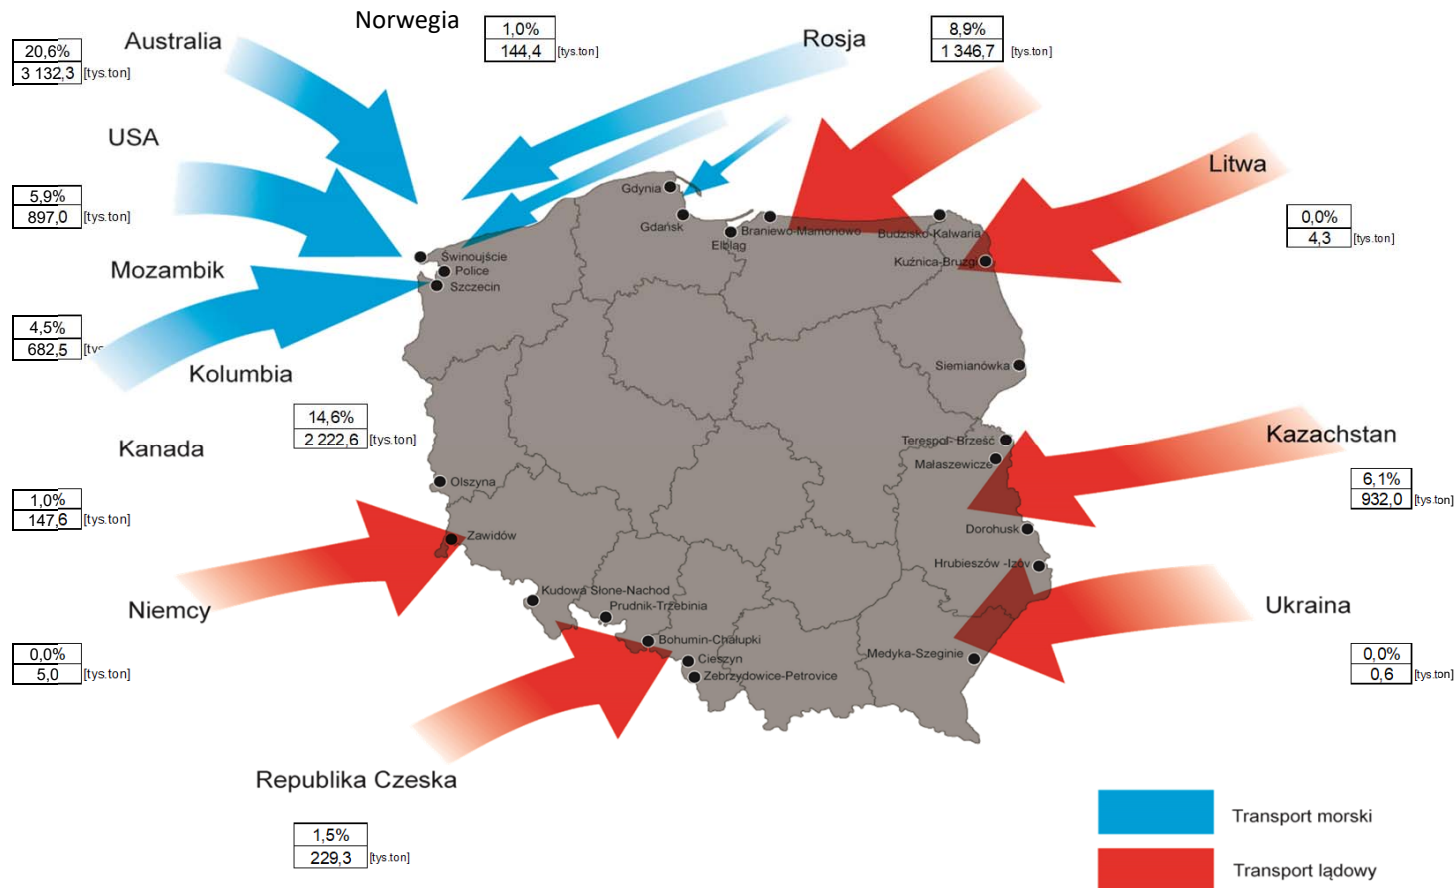 Norwegia
1,0%
144,4 [tys.ton]
Rosja
8,9%
1 346,7 [tys.ton]
Australia
20,6%
3 132,3 [tys.ton]
USA
5,9%
897,0 [tys.ton]
Mozambik
4,5%
682,5 [tys
Kolumbia
14,6%
2 222,6 [tys.ton]
Kanada
1,0%
147,6 [tys.ton]
Niemcy
0,0%
5,0 [tys.ton]
Republika Czeska
1,5%
229,3 [tys.ton]
Litwa
0,0%
4,3 [tys.ton]
Kazachstan
6,1%
932,0 [tys.ton]
Ukraina
0,0%
0,6 [tys.ton]
Gdynia
Gdańsk
Elbląg
Braniewo-Mamonowo
Budzisko-Kalwaria
Kuźnica-Bruzgi
Świnoujście
Police
Szczecin
Siemianówka
Terespol- Brześć
Małaszewicze
Olszyna
Dorohusk
Zawidów
Hrubieszów -Izov
Kudowa Słone-Nachod
Prudnik-Trzebinia
Bohumin-Chałupki
Cieszyn
Zebrzydowice-Petrovice
Medyka-Szeginie
Transport morski
Transport lądowy